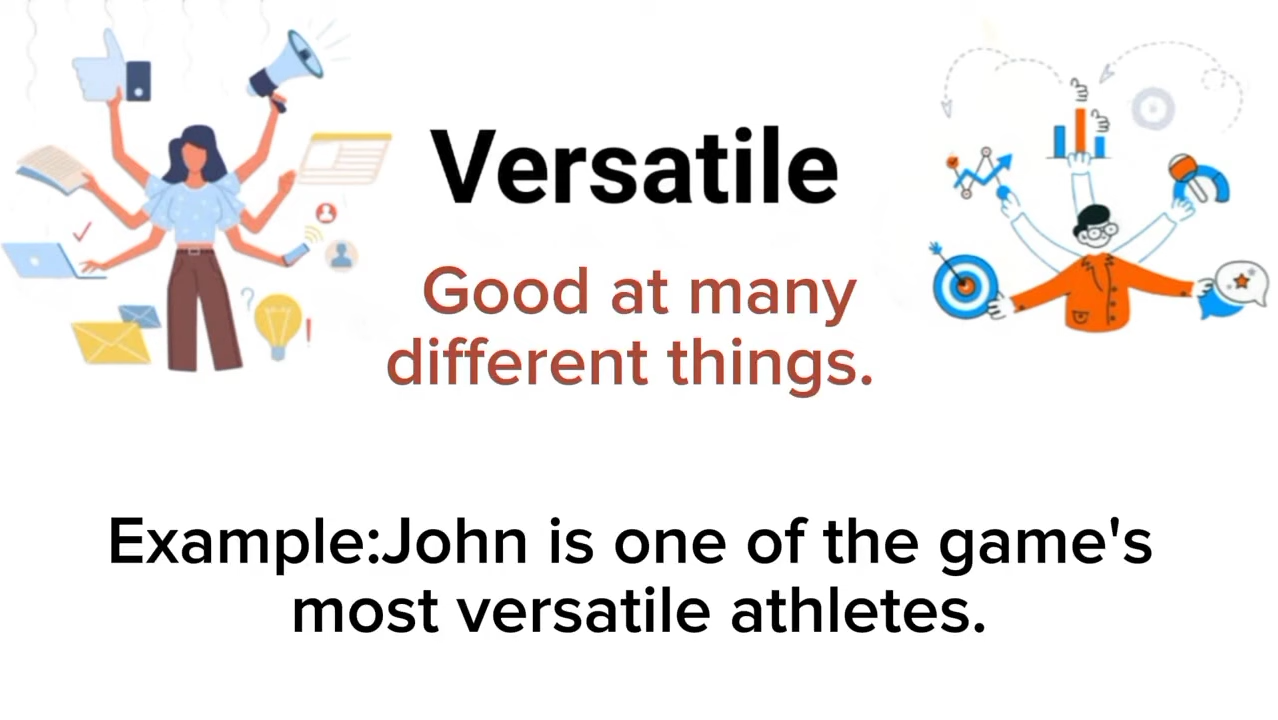 Versatile
Good at many
different things.
Example:John is one of the game's
most versatile athletes.